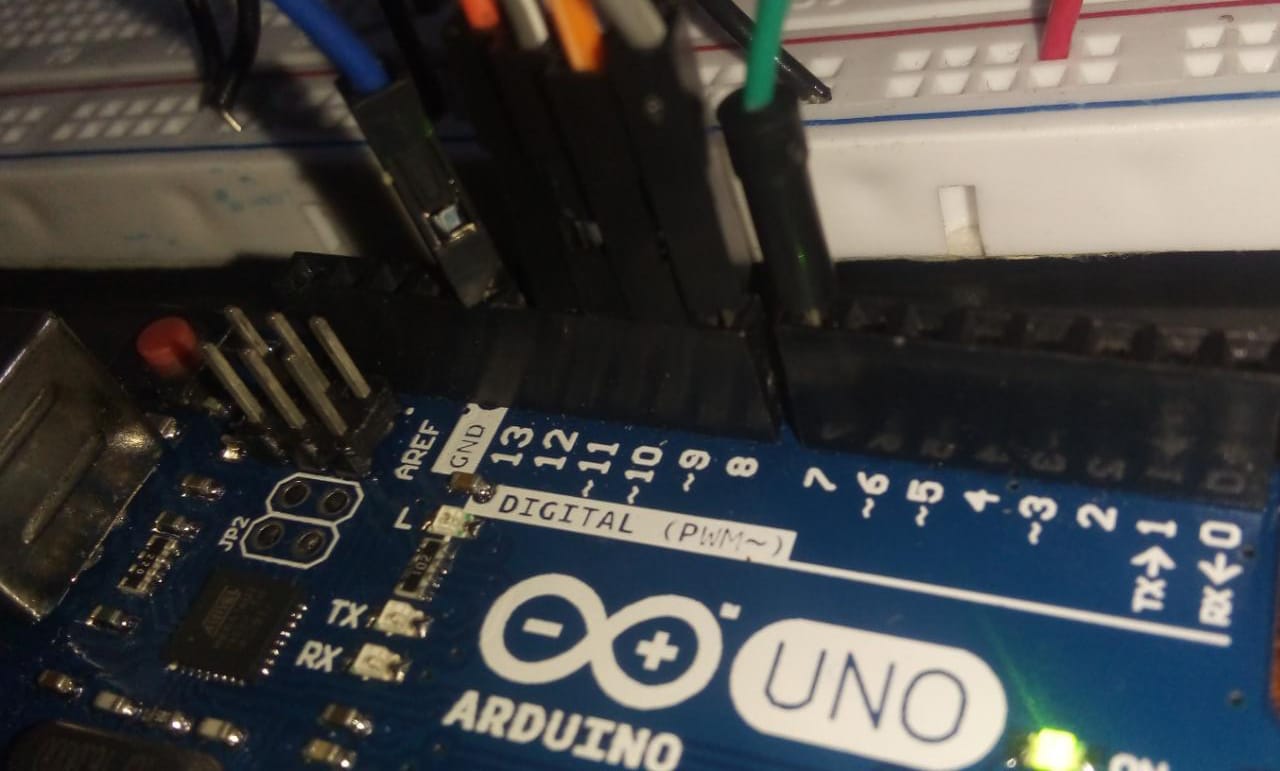 AREF
GND
13
12
~11
~10
~9
8
7
~6
~5
4
~3
2
TX→1
RX←0
L
DIGITAL (PWM~)
JP2
TX
RX
UNO
ARDUINO
ON